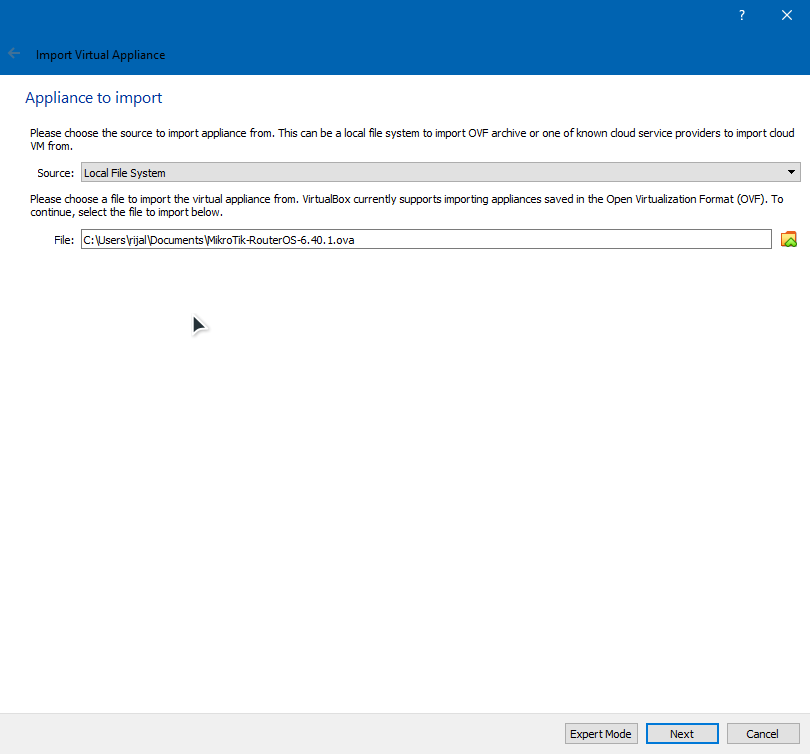 ?
Import Virtual Appliance
Appliance to import
Please choose the source to import appliance from. This can be a local file system to import OVF archive or one of known cloud service providers to import cloud
VM from.
Source: Local File System
Please choose a file to import the virtual appliance from. VirtualBox currently supports importing appliances saved in the Open Virtualization Format (OVF). To
continue, select the file to import below.
File: C:\Users\rijal\Documents\MikroTik-RouterOS-6.40.1.ova
Expert Mode Next Cancel